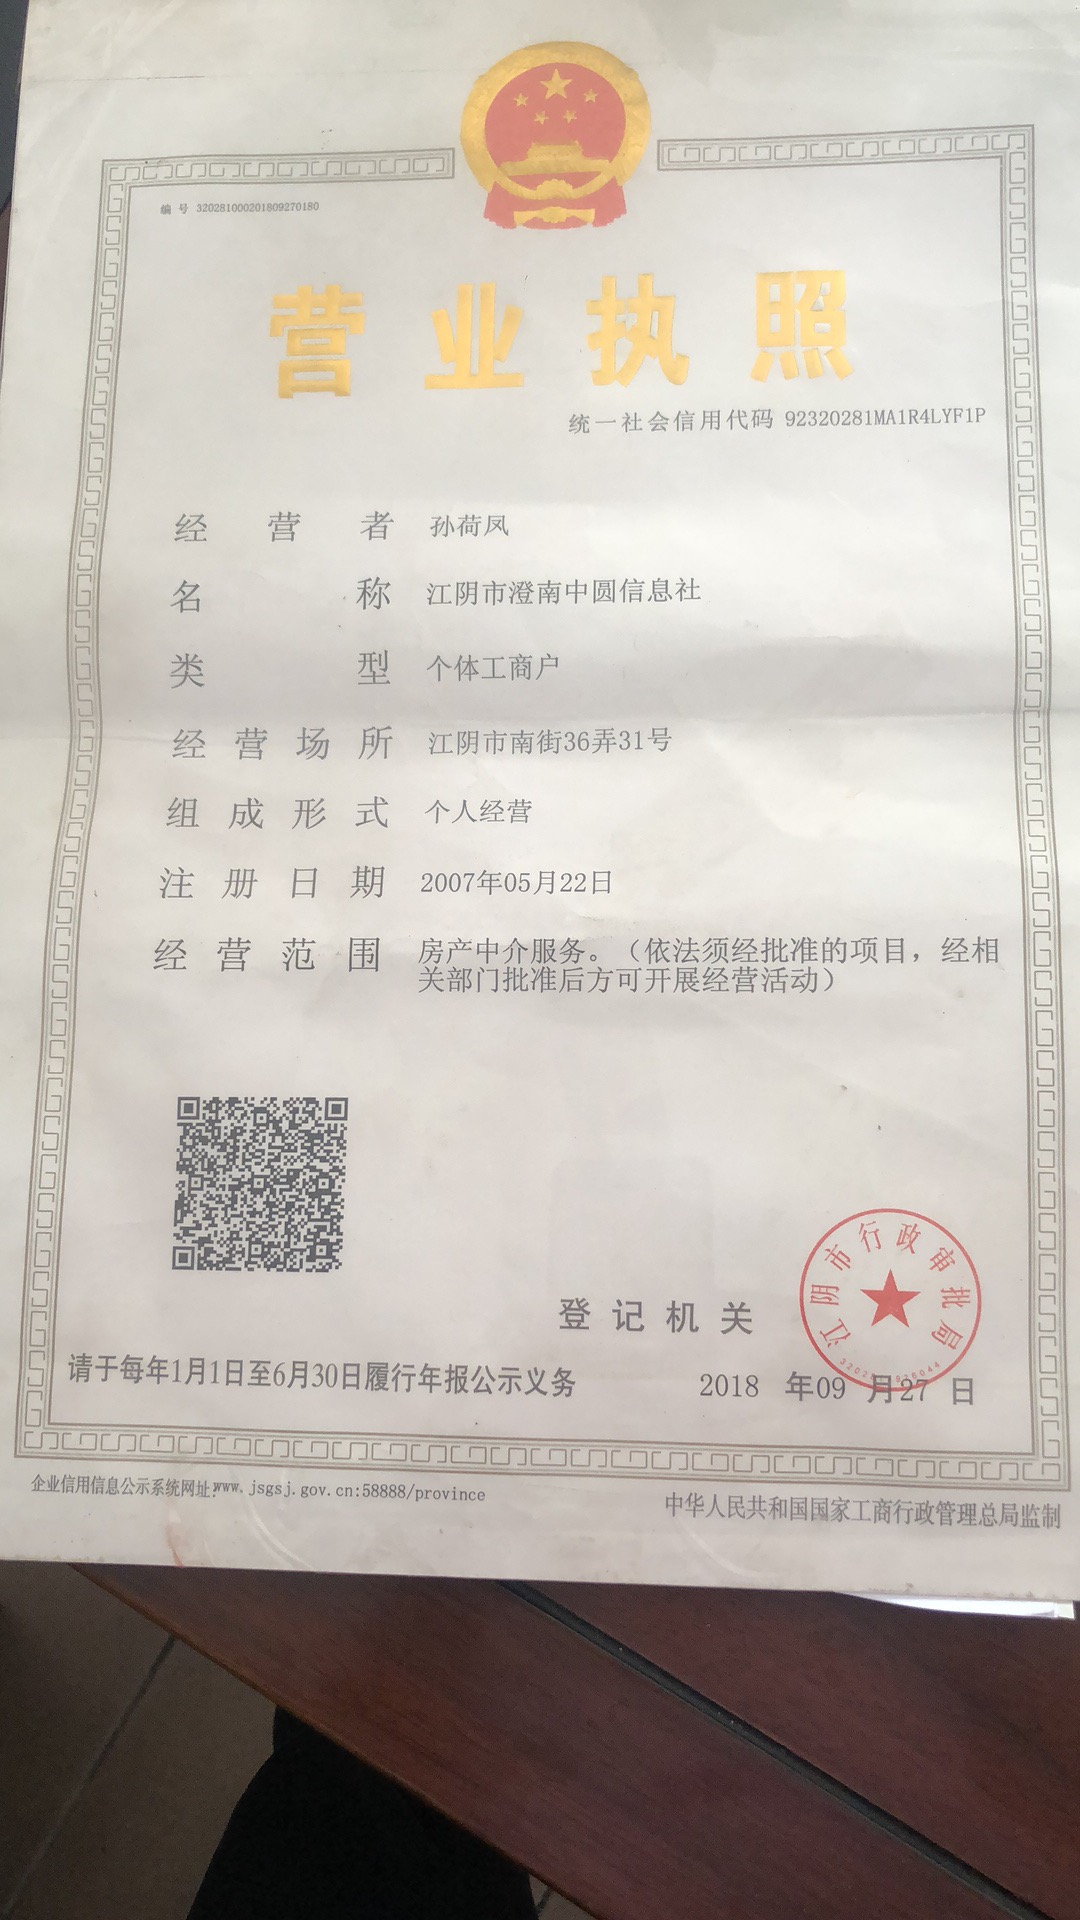 编号 320281000201809270180
营业执照
统一社会信用代码 92320281MA1R4LYF1P
经营者 孙荷凤
名称 江阴市澄南中圆信息社
类型 个体工商户
经营场所 江阴市南街36弄31号
组成形式 个人经营
注册日期 2007年05月22日
经营范围 房产中介服务。（依法须经批准的项目，经相
关部门批准后方可开展经营活动）
江阴市行政审批局
登记机关
请于每年1月1日至6月30日履行年报公示义务
2018 年09 月27 日
企业信用信息公示系统网址:www.jsgsj.gov.cn:58888/province
中华人民共和国国家工商行政管理总局监制